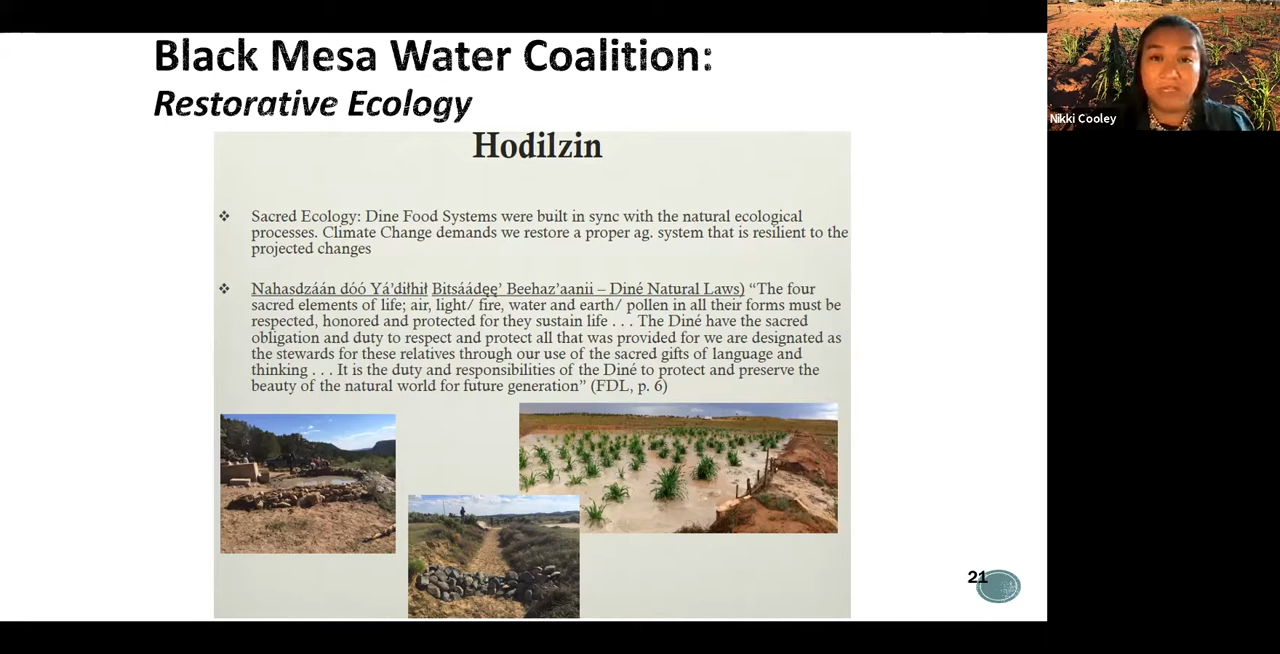 Black Mesa Water Coalition:
Restorative Ecology
Nikki Cooley
Hodilzin
❖ Sacred Ecology: Dine Food Systems were built in sync with the natural ecological
processes. Climate Change demands we restore a proper ag. system that is resilient to the
projected changes
❖ Nahasdzáán dóó Yá’diłhił Bitsáádęę’ Beehaz’aanii – Diné Natural Laws) “The four
sacred elements of life; air, light/ fire, water and earth/ pollen in all their forms must be
respected, honored and protected for they sustain life . . . The Diné have the sacred
obligation and duty to respect and protect all that was provided for we are designated as
the stewards for these relatives through our use of the sacred gifts of language and
thinking . . . It is the duty and responsibilities of the Diné to protect and preserve the
beauty of the natural world for future generation” (FDL, p. 6)
21